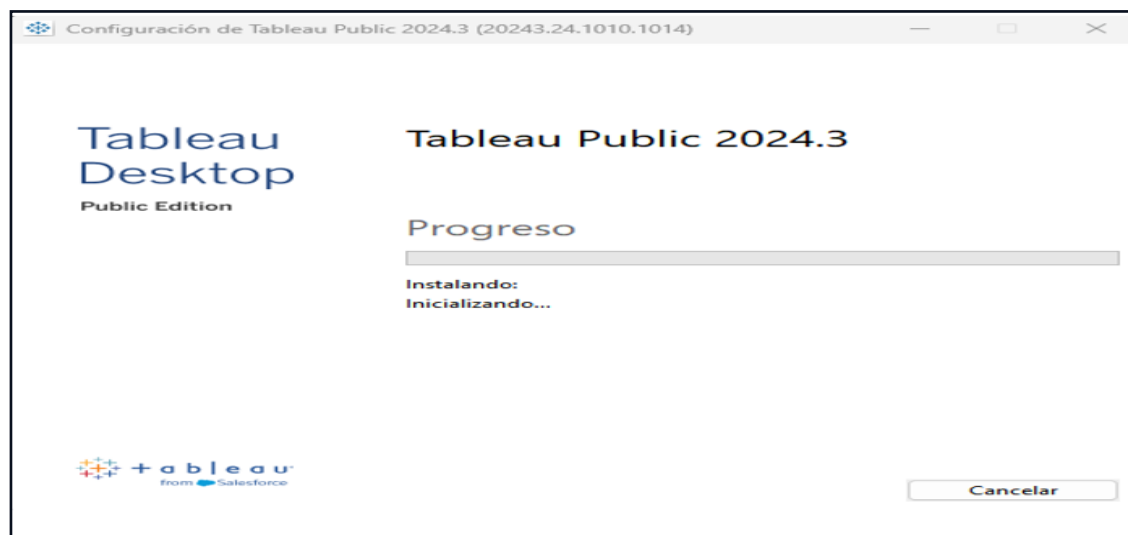 Configuración de Tableau Public 2024.3 (20243.24.1010.1014)
Tableau
Desktop
Public Edition
Tableau Public 2024.3
Progreso
Instalando:
Inicializando...
+ableau
from Salesforce
Cancelar